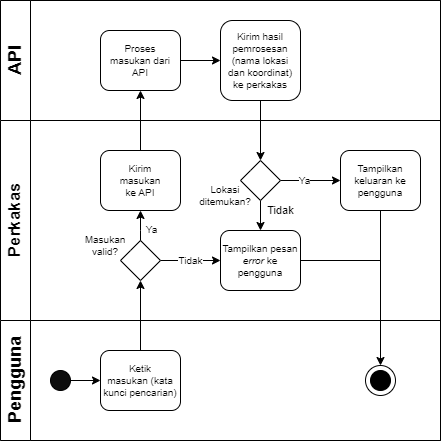 API
Proses
masukan dari
API
Kirim hasil
pemrosesan
(nama lokasi
dan koordinat)
ke perkakas
Perkakas
Kirim
masukan
ke API
Lokasi
ditemukan?
Ya
Tampilkan
keluaran ke
pengguna
Tidak
Ya
Masukan
valid?
Tidak
Tampilkan pesan
error ke
pengguna
Pengguna
Ketik
masukan (kata
kunci pencarian)